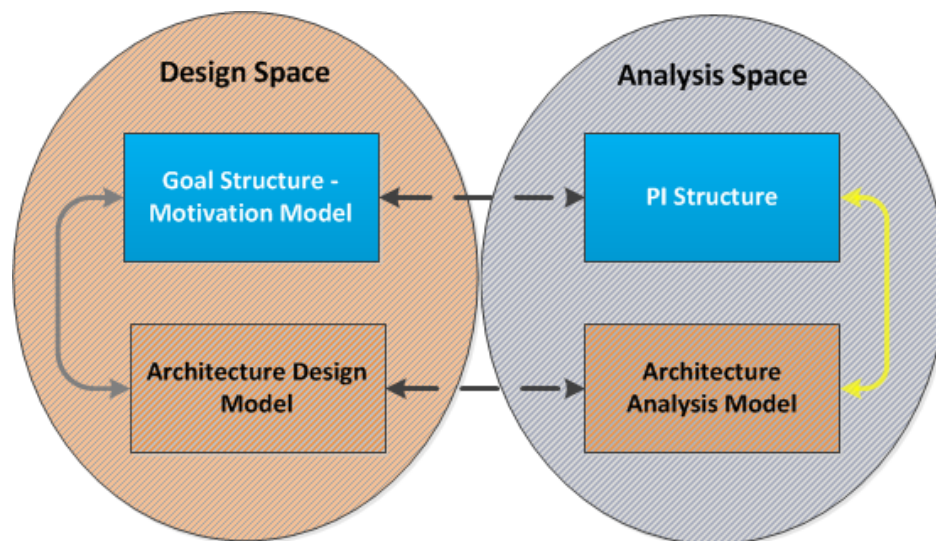 Design Space
Analysis Space
Goal Structure -
Motivation Model
PI Structure
Architecture Design
Model
Architecture
Analysis Model